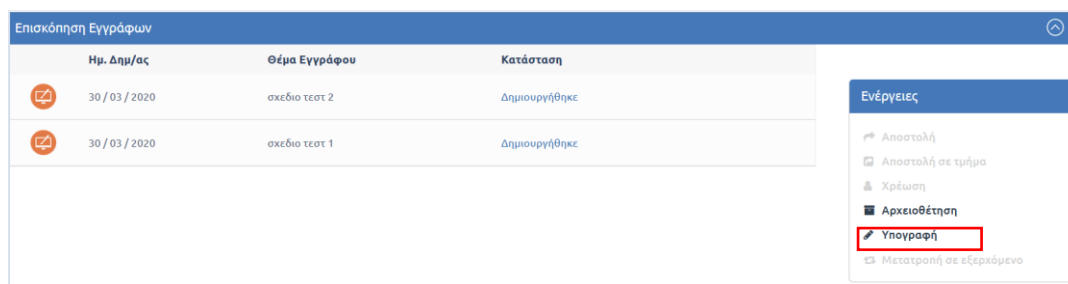 Επισκόπηση Εγγράφων
Ημ. Δημ/ας Θέμα Εγγράφου Κατάσταση
30 / 03 / 2020 σχεδιο τεστ 2 Δημιουργήθηκε
30 / 03 / 2020 σχεδιο τεστ 1 Δημιουργήθηκε
Ενέργειες
Αποστολή
Αποστολή σε τμήμα
Χρέωση
Αρχειοθέτηση
Υπογραφή
Μετατροπή σε εξερχόμενο